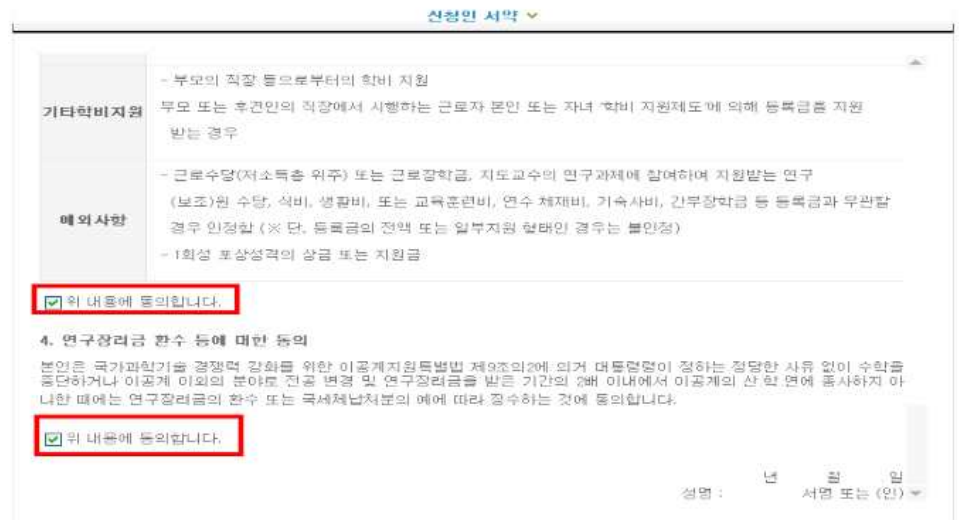 신청인 서약
- 부모의 직장 등으로부터의 학비 지원
기타학비지원
부모 또는 후견인의 직장에서 시행하는 근로자 본인 또는 자녀 '학비 지원제도'에 의해 등록금을 지원
받는 경우
- 근로수당(저소득층 위주) 또는 근로장학금, 지도교수의 연구과제에 참여하여 지원받는 연구
(보조)원 수당, 식비, 생활비, 또는 교육훈련비, 연수 체재비, 기숙사비, 간부장학금 등 등록금과 무관할
예외사항
경우 인정함 (※ 단, 등록금의 전액 또는 일부지원 형태인 경우는 불인정)
- 1회성 포상성격의 상금 또는 지원금
위 내용에 동의합니다.
4. 연구장려금 환수 등에 대한 동의
본인은 국가과학기술 경쟁력 강화를 위한 이공계지원특별법 제9조의2에 의거 대통령령이 정하는 정당한 사유 없이 수학을
중단하거나 이공계 이외의 분야로 전공 변경 및 연구장려금을 받은 기간의 2배 이내에서 이공계의 산 학 연에 종사하지 아
니한 때에는 연구장려금의 환수 또는 국세체납처분의 예에 따라 징수하는 것에 동의합니다.
위 내용에 동의합니다.
년 월 일
성명 : 서명 또는 (인)